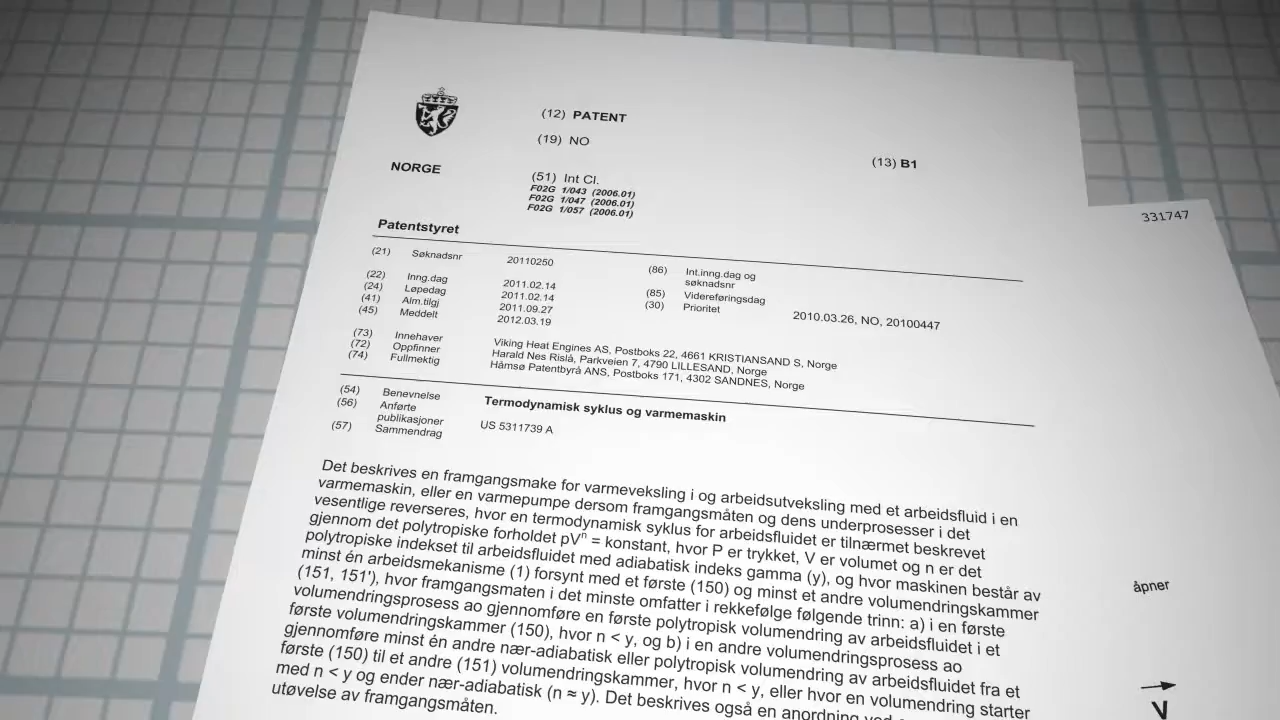 (12) PATENT
(19) NO
(13) B1
NORGE
(51) Int Cl.
F02G 1/043 (2006.01)
F02G 1/047 (2006.01)
F02G 1/057 (2006.01)
331747
Patentstyret
(21) Søknadsnr 20110250 (86) Int.inng.dag og søknadsnr
(22) Inng.dag 2011.02.14 (85) Videreføringsdag
(24) Løpedag 2011.02.14 (30) Prioritet 2010.03.26, NO, 20100447
(41) Alm.tilgj 2011.09.27
(45) Meddelt 2012.03.19
(73) Innehaver Viking Heat Engines AS, Postboks 22, 4661 KRISTIANSAND S, Norge
(72) Oppfinner Harald Nes Rislå, Parkveien 7, 4790 LILLESAND, Norge
(74) Fullmektig Håmsø Patentbyrå ANS, Postboks 171, 4302 SANDNES, Norge
(54) Benevnelse Termodynamisk syklus og varmemaskin
(56) Anførte publikasjoner US 5311739 A
(57) Sammendrag
Det beskrives en framgangsmake for varmeveksling i og arbeidsutveksling med et arbeidsfluid i en
varmemaskin, eller en varmepumpe dersom framgangsmåten og dens underprosesser i det
vesentlige reverseres, hvor en termodynamisk syklus for arbeidsfluidet er tilnærmet beskrevet
gjennom det polytropiske forholdet pVⁿ = konstant, hvor P er trykket, V er volumet og n er det
polytropiske indekset til arbeidsfluidet med adiabatisk indeks gamma (y), og hvor maskinen består av
minst én arbeidsmekanisme (1) forsynt med et første (150) og minst et andre volumendringskammer
(151, 151'), hvor framgangsmaten i det minste omfatter i rekkefølge følgende trinn: a) i en første
volumendringsprosess ao gjennomføre en første polytropisk volumendring av arbeidsfluidet i et
første volumendringskammer (150), hvor n < y, og b) i en andre volumendringsprosess ao
gjennomføre minst én andre nær-adiabatisk eller polytropisk volumendring av arbeidsfluidet fra et
første (150) til et andre (151) volumendringskammer, hvor n < y, eller hvor en volumendring starter
med n < y og ender nær-adiabatisk (n ≈ y). Det beskrives også en anordning ved
utøvelse av framgangsmåten.
åpner
V